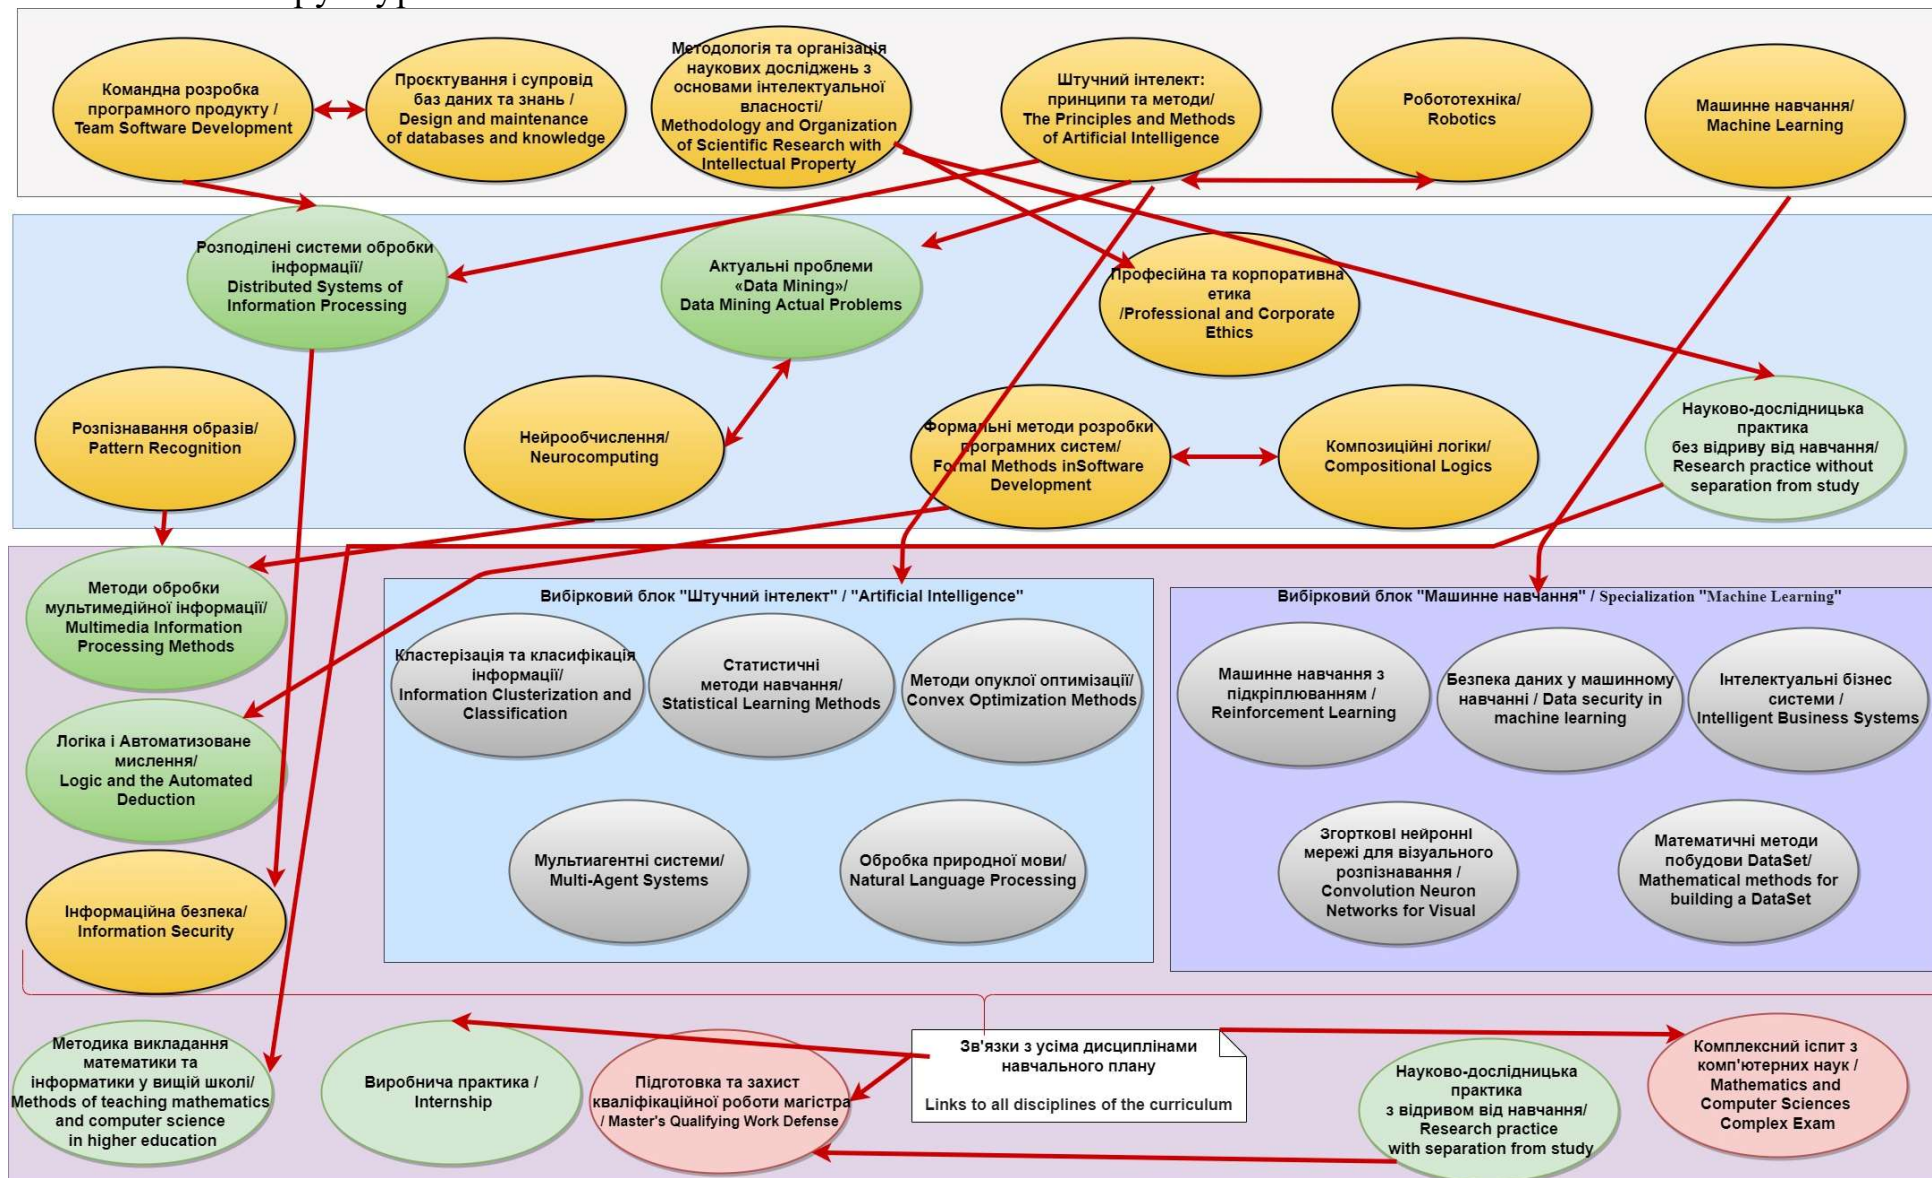 Командна розробка
програмного продукту /
Team Software Development
Проєктування і супровід
баз даних та знань /
Design and maintenance
of databases and knowledge
Методологія та організація
наукових досліджень з
основами інтелектуальної
власності/
Methodology and Organization
of Scientific Research with
Intellectual Property
Штучний інтелект:
принципи та методи/
The Principles and Methods
of Artificial Intelligence
Робототехніка/
Robotics
Машинне навчання/
Machine Learning
Розподілені системи обробки
інформації/
Distributed Systems of
Information Processing
Актуальні проблеми
«Data Mining»/
Data Mining Actual Problems
Професійна та корпоративна
етика
/Professional and Corporate
Ethics
Розпізнавання образів/
Pattern Recognition
Нейрообчислення/
Neurocomputing
Формальні методи розробки
програмних систем/
Formal Methods inSoftware
Development
Композиційні логіки/
Compositional Logics
Науково-дослідницька
практика
без відриву від навчання/
Research practice without
separation from study
Методи обробки
мультимедійної інформації/
Multimedia Information
Processing Methods
Логіка і Автоматизоване
мислення/
Logic and the Automated
Deduction
Інформаційна безпека/
Information Security
Вибірковий блок "Штучний інтелект" / "Artificial Intelligence"
Кластерізація та класифікація
інформації/
Information Clusterization and
Classification
Статистичні
методи навчання/
Statistical Learning Methods
Методи опуклої оптимізації/
Convex Optimization Methods
Мультиагентні системи/
Multi-Agent Systems
Обробка природної мови/
Natural Language Processing
Вибірковий блок "Машинне навчання" / Specialization "Machine Learning"
Машинне навчання з
підкріплюванням /
Reinforcement Learning
Безпека даних у машинному
навчанні / Data security in
machine learning
Інтелектуальні бізнес
системи /
Intelligent Business Systems
Згорткові нейронні
мережі для візуального
розпізнавання /
Convolution Neuron
Networks for Visual
Математичні методи
побудови DataSet/
Mathematical methods for
building a DataSet
Методика викладання
математики та
інформатики у вищій школі/
Methods of teaching mathematics
and computer science
in higher education
Виробнича практика /
Internship
Підготовка та захист
кваліфікаційної роботи магістра
/ Master's Qualifying Work Defense
Зв'язки з усіма дисциплінами
навчального плану
Links to all disciplines of the curriculum
Науково-дослідницька
практика
з відривом від навчання/
Research practice
with separation from study
Комплексний іспит з
комп'ютерних наук /
Mathematics and
Computer Sciences
Complex Exam